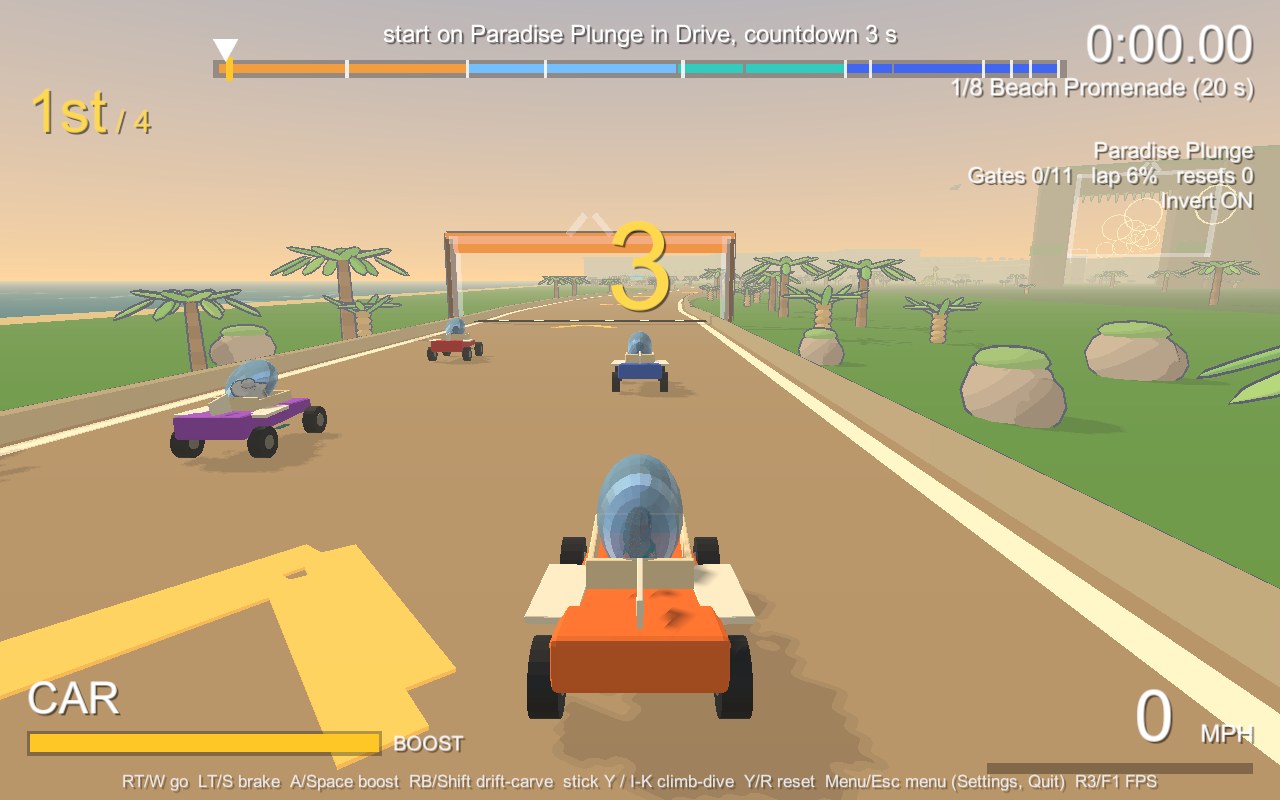 start on Paradise Plunge in Drive, countdown 3 s
0:00.00
1/8 Beach Promenade (20 s)
1st / 4
Paradise Plunge
Gates 0/11 lap 6% resets 0
Invert ON
3
CAR
BOOST
0 MPH
RT/W go LT/S brake A/Space boost RB/Shift drift-carve stick Y / I-K climb-dive Y/R reset Menu/Esc menu (Settings, Quit) R3/F1 FPS